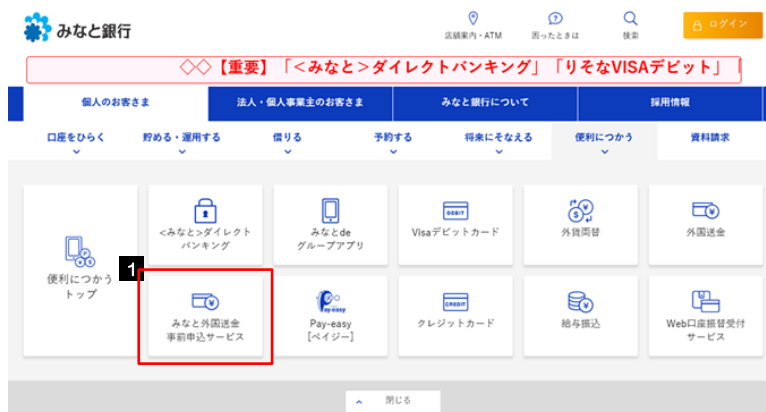 みなと銀行
店舗案内・ATM
困ったときは
検索
ログイン
◇◇【重要】「<みなと>ダイレクトバンキング」「りそなVISAデビット」
個人のお客さま
法人・個人事業主のお客さま
みなと銀行について
採用情報
口座をひらく
貯める・運用する
借りる
予約する
将来にそなえる
便利につかう
資料請求
便利につかう
トップ
<みなと>ダイレクト
バンキング
みなとde
グループアプリ
DEBIT
Visaデビットカード
外貨両替
外国送金
1
みなと外国送金
事前申込サービス
Pay-easy
Pay-easy
[ペイジー]
CREDIT
クレジットカード
給与振込
Web口座振替受付
サービス
閉じる